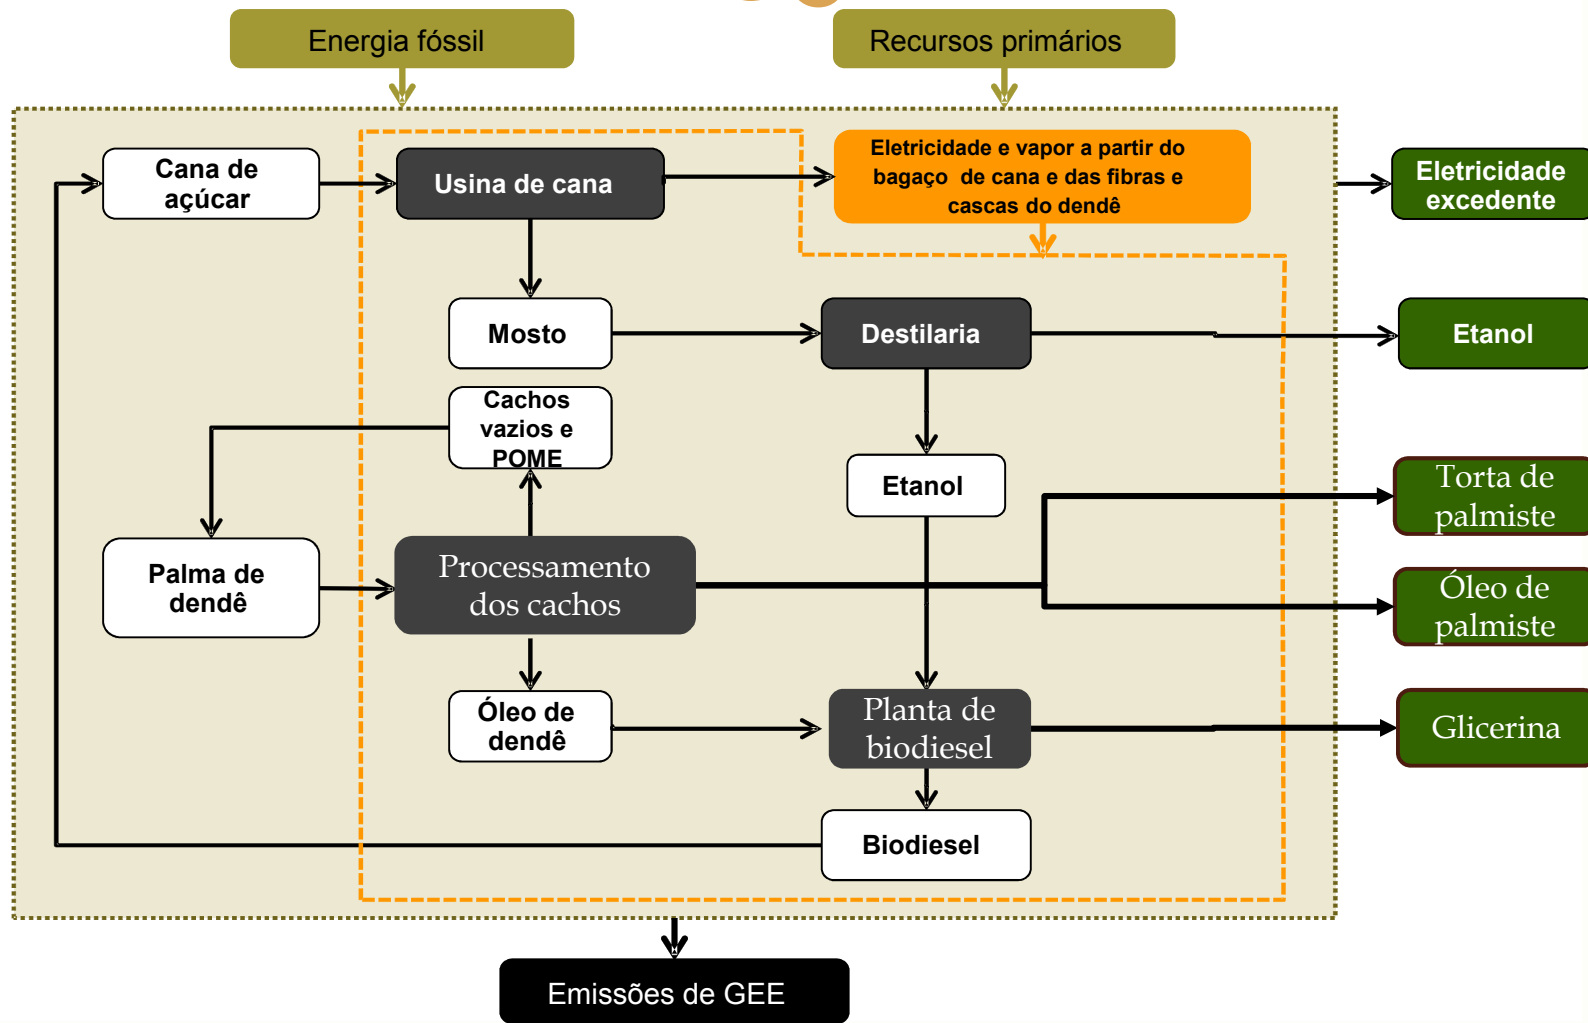 Energia fóssil
Recursos primários
Cana de
açúcar
Usina de cana
Eletricidade e vapor a partir do
bagaço de cana e das fibras e
cascas do dendê
Eletricidade
excedente
Mosto
Destilaria
Etanol
Cachos
vazios e
POME
Etanol
Torta de
palmiste
Palma de
dendê
Processamento
dos cachos
Óleo de
palmiste
Óleo de
dendê
Planta de
biodiesel
Glicerina
Biodiesel
Emissões de GEE